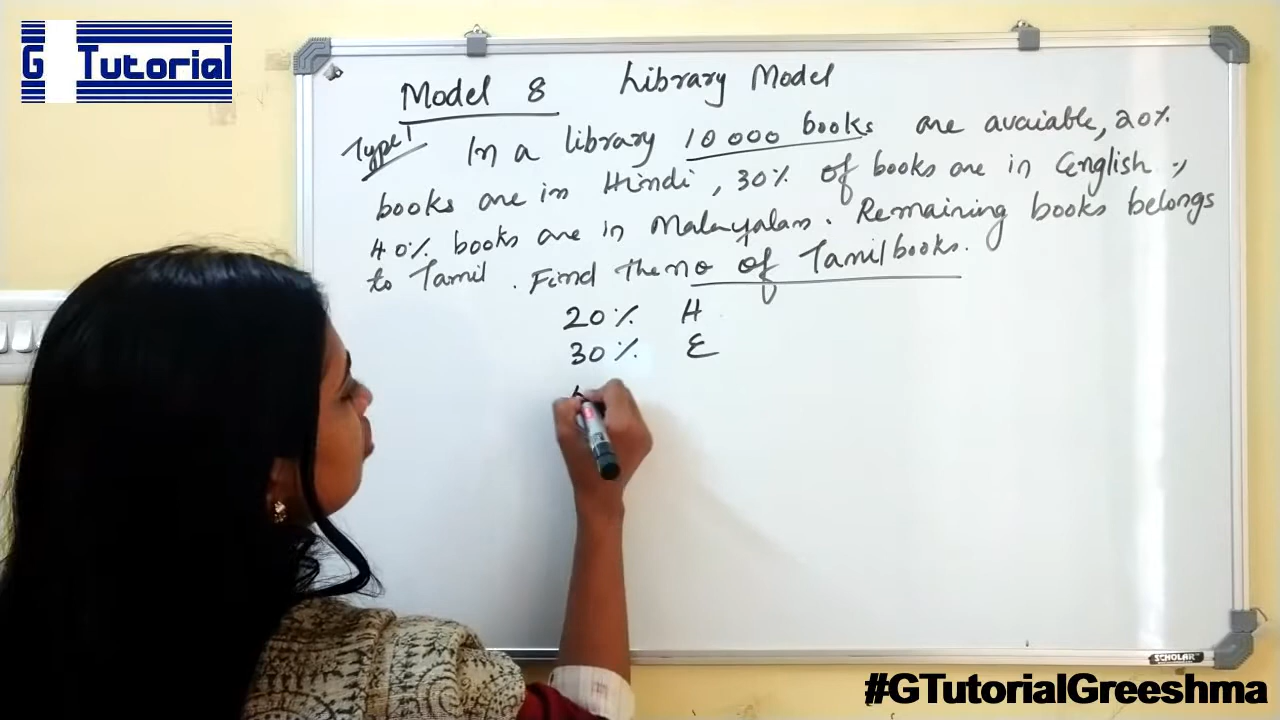 G Tutorial
Model 8 Library Model
Type 1 In a library 10 000 books are avaiable, 20%
books are in Hindi, 30% of books are in English,
40% books are in Malayalam. Remaining books belongs
to Tamil. Find the no of Tamil books.
20% H
30% E
SCHOLAR
#GTutorialGreeshma